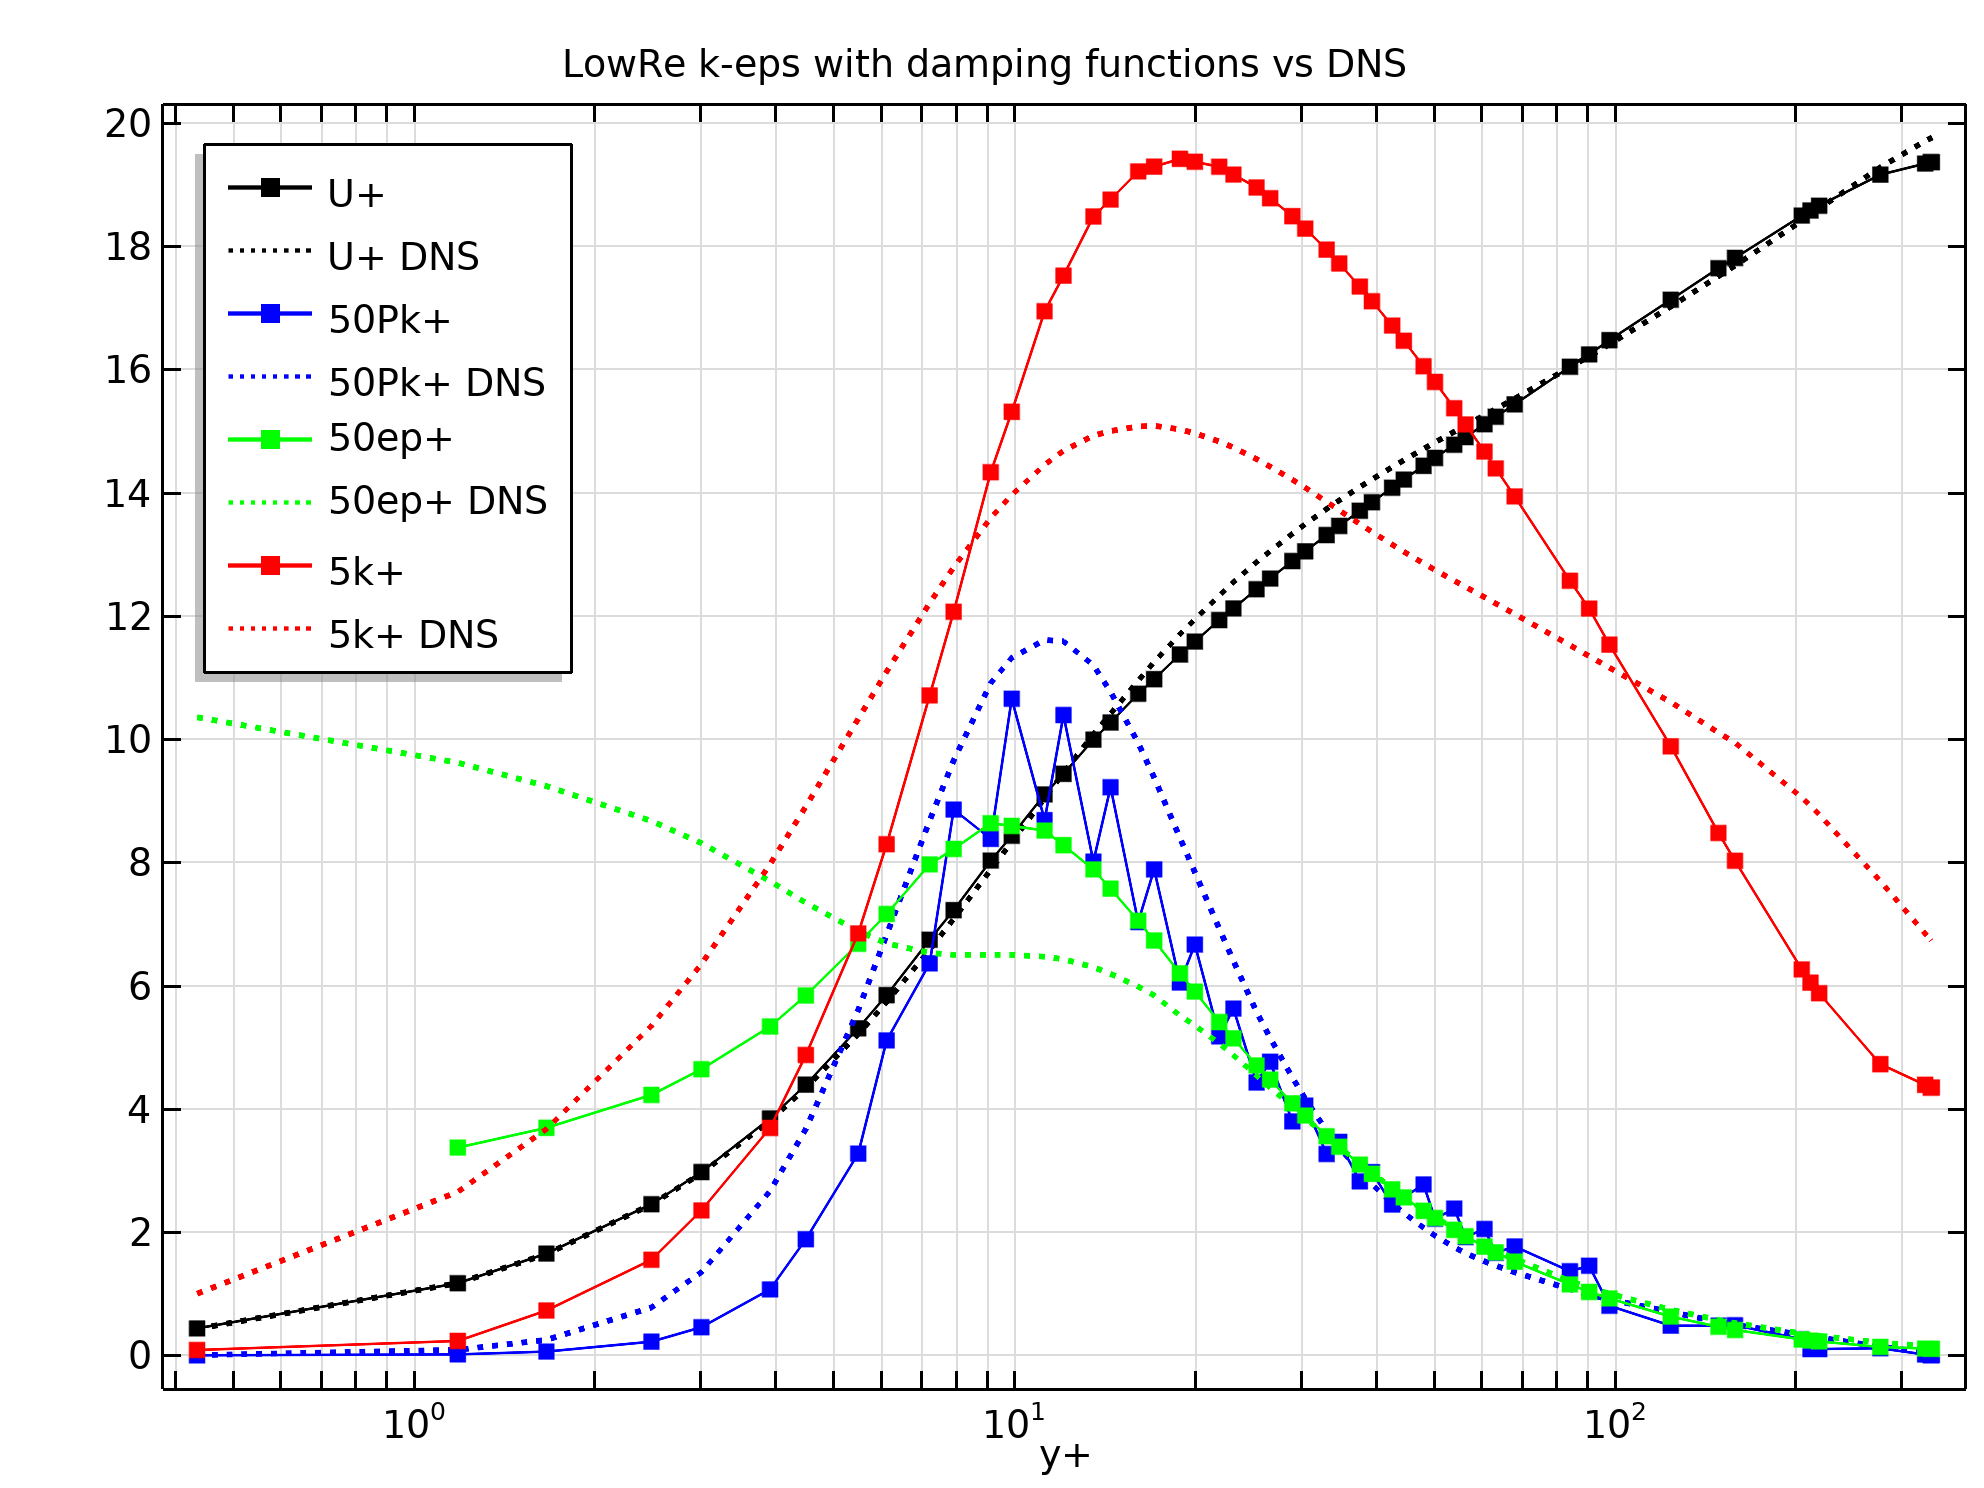 LowRe k-eps with damping functions vs DNS
20
18
16
14
12
10
8
6
4
2
0
U+
U+ DNS
50Pk+
50Pk+ DNS
50ep+
50ep+ DNS
5k+
5k+ DNS
10⁰ 10¹ 10²
y+